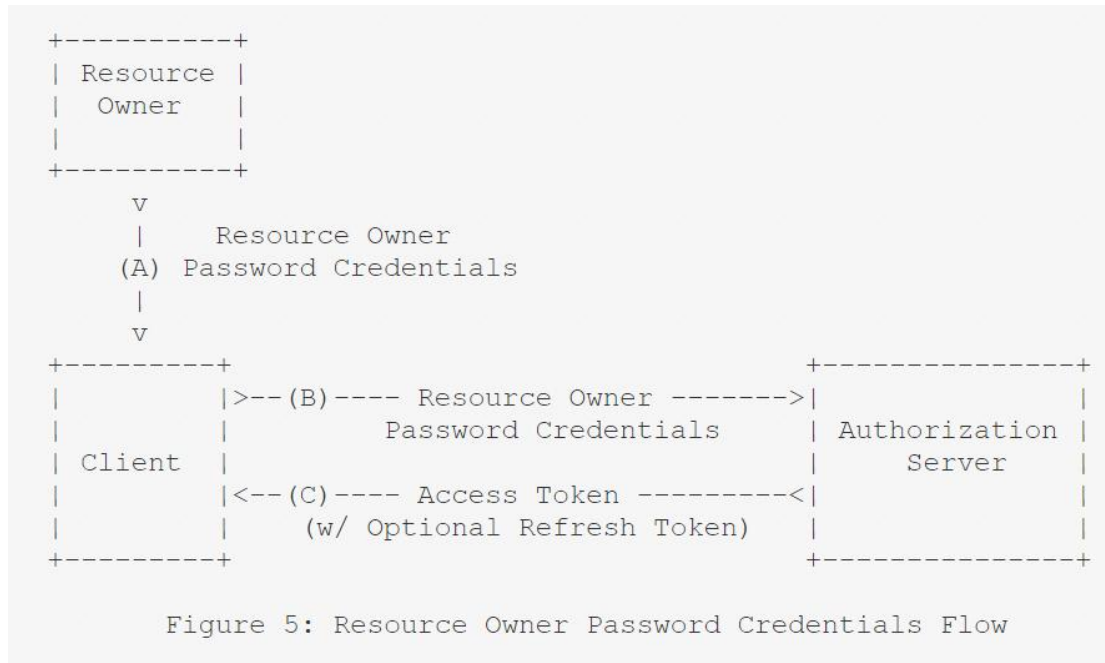 +----------+
| Resource |
|  Owner   |
|          |
+----------+
     v
     |    Resource Owner
    (A) Password Credentials
     |
     v
+---------+                                  +---------------+
|         |>--(B)---- Resource Owner ------->|               |
|         |         Password Credentials     | Authorization |
| Client  |                                  |     Server    |
|         |<--(C)---- Access Token ---------<|               |
|         |    (w/ Optional Refresh Token)   |               |
+---------+                                  +---------------+
Figure 5: Resource Owner Password Credentials Flow